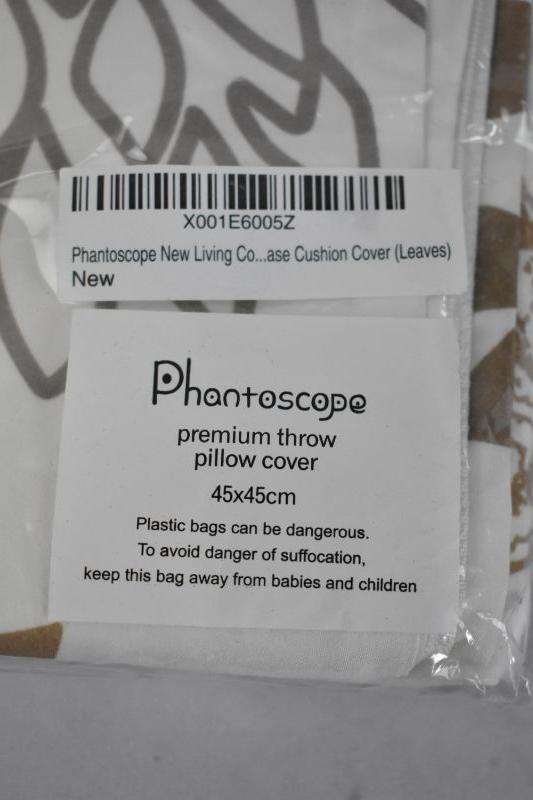 X001E6005Z
Phantoscope New Living Co...ase Cushion Cover (Leaves)
New
Phantoscope
premium throw
pillow cover
45x45cm
Plastic bags can be dangerous.
To avoid danger of suffocation,
keep this bag away from babies and children